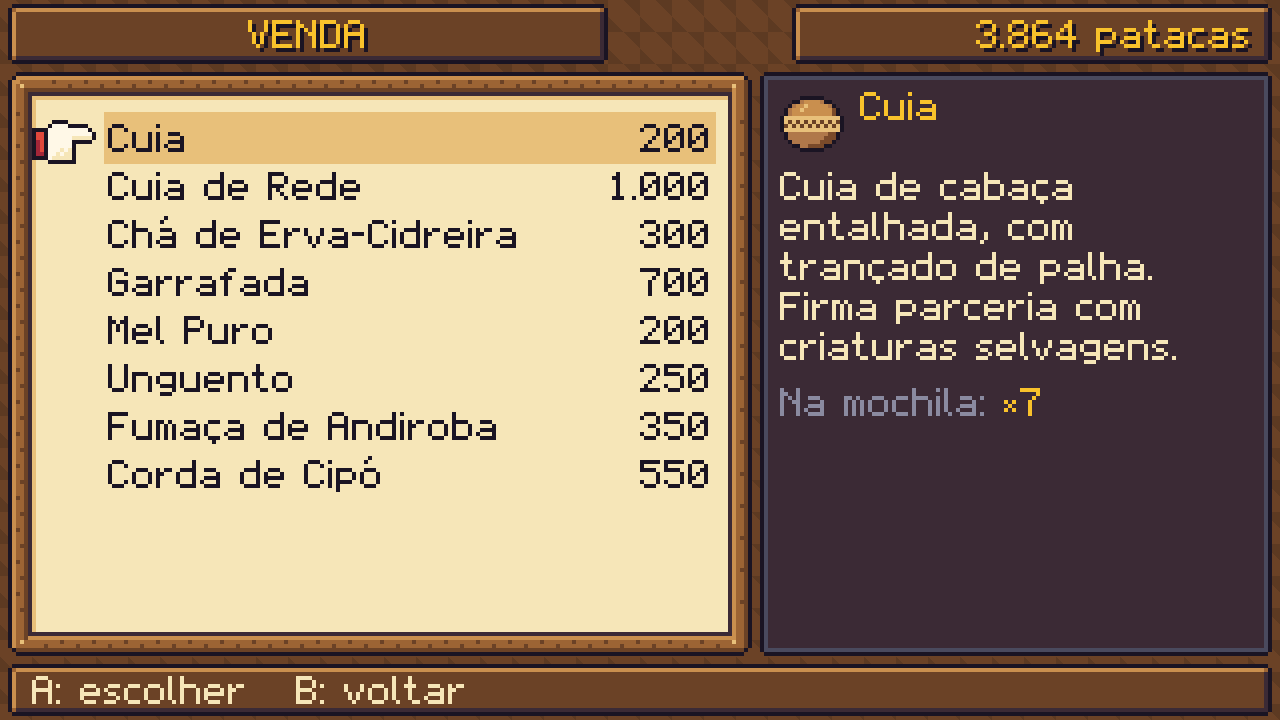 VENDA
3.864 patacas
Cuia 200
Cuia de Rede 1.000
Chá de Erva-Cidreira 300
Garrafada 700
Mel Puro 200
Unguento 250
Fumaça de Andiroba 350
Corda de Cipó 550
Cuia
Cuia de cabaça
entalhada, com
trançado de palha.
Firma parceria com
criaturas selvagens.
Na mochila: ×7
A: escolher B: voltar